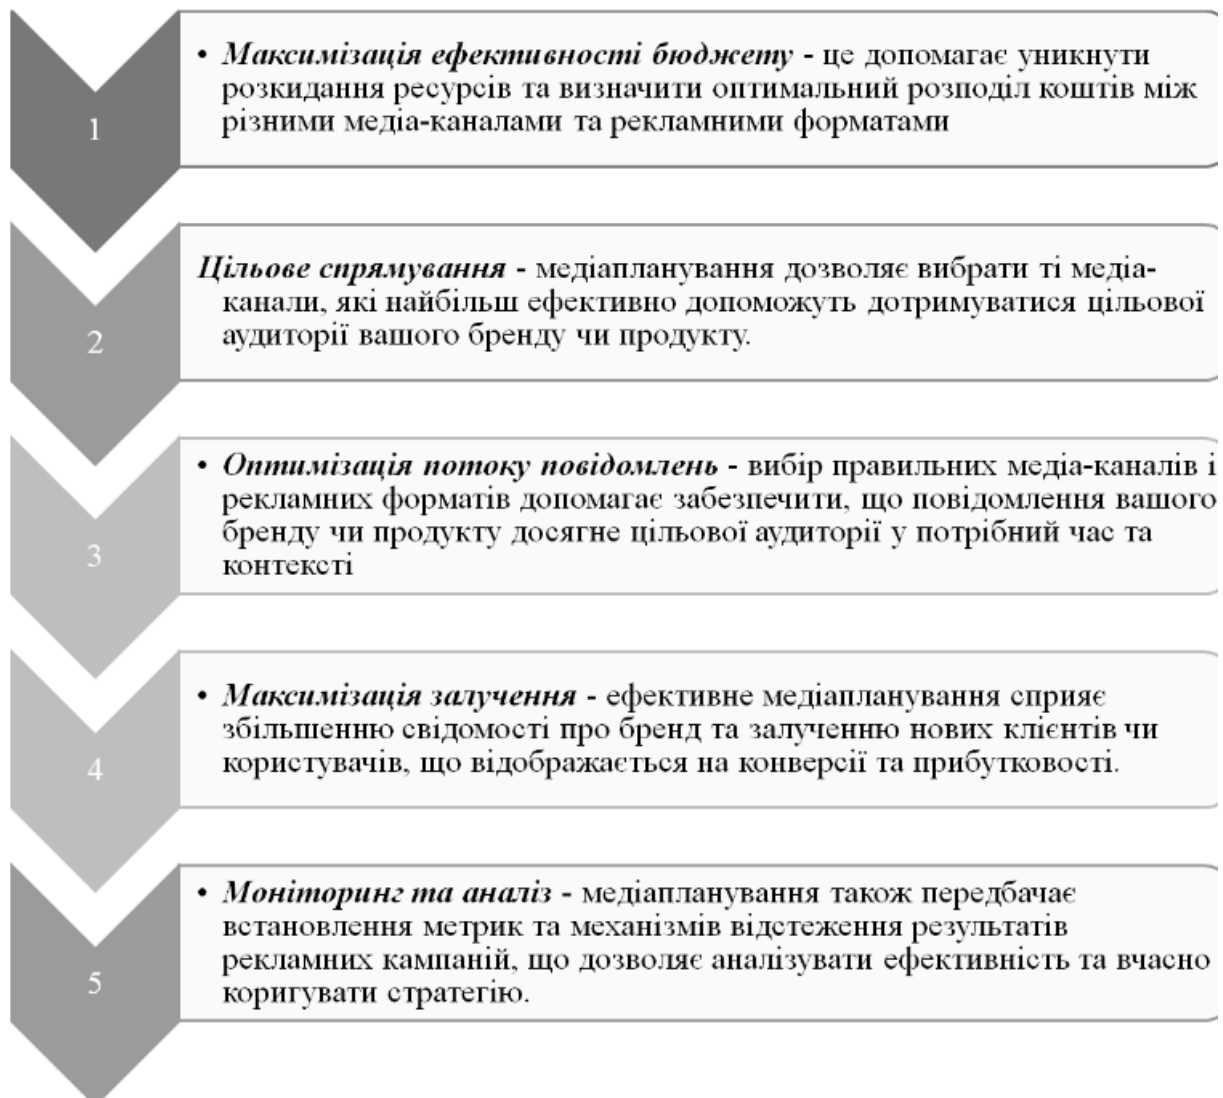 1
• Максимізація ефективності бюджету - це допомагає уникнути
розкидання ресурсів та визначити оптимальний розподіл коштів між
різними медіа-каналами та рекламними форматами
2
Цільове спрямування - медіапланування дозволяє вибрати ті медіа-
канали, які найбільш ефективно допоможуть дотримуватися цільової
аудиторії вашого бренду чи продукту.
3
• Оптимізація потоку повідомлень - вибір правильних медіа-каналів і
рекламних форматів допомагає забезпечити, що повідомлення вашого
бренду чи продукту досягне цільової аудиторії у потрібний час та
контексті
4
• Максимізація залучення - ефективне медіапланування сприяє
збільшенню свідомості про бренд та залученню нових клієнтів чи
користувачів, що відображається на конверсії та прибутковості.
5
• Моніторинг та аналіз - медіапланування також передбачає
встановлення метрик та механізмів відстеження результатів
рекламних кампаній, що дозволяє аналізувати ефективність та вчасно
коригувати стратегію.